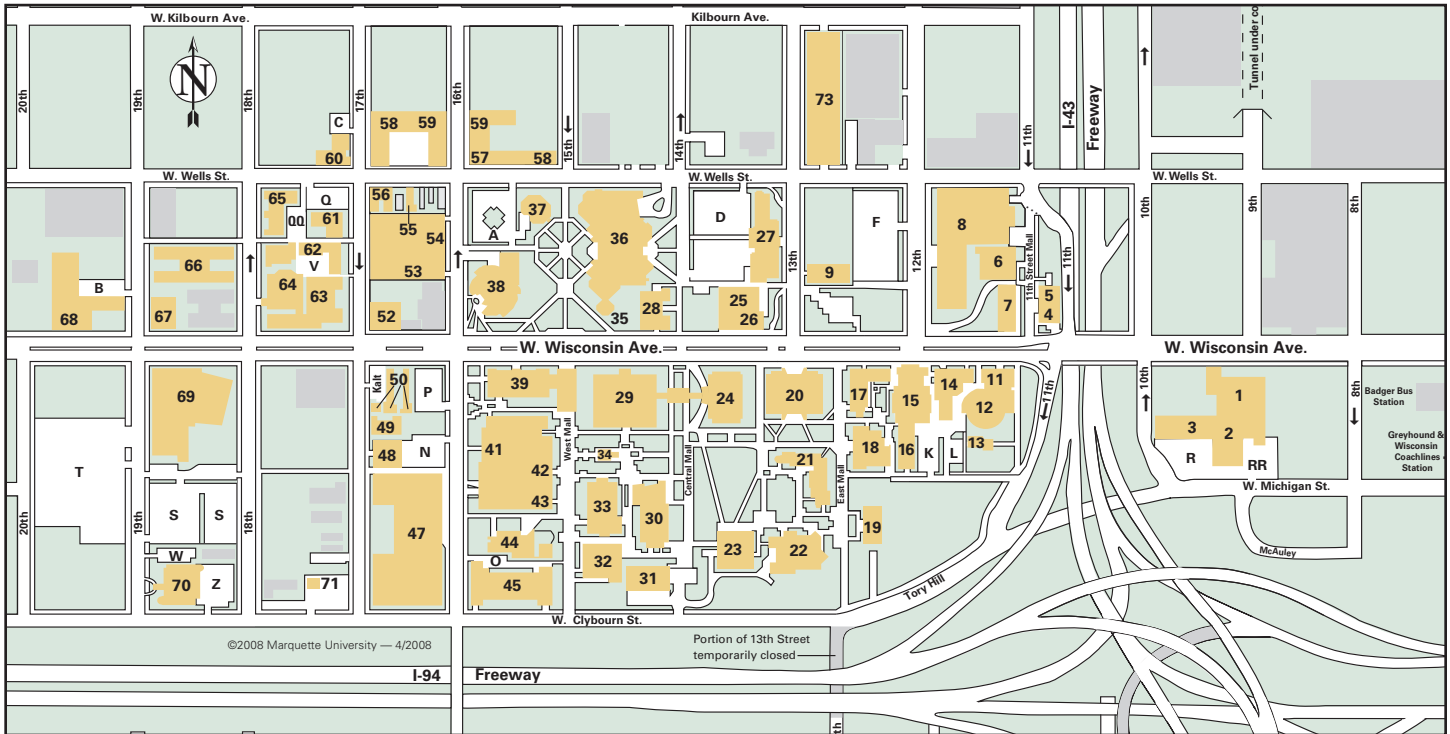 W. Kilbourn Ave.
Kilbourn Ave.
N
20th
19th
18th
17th
16th
15th
14th
11th
I-43
Freeway
Tunnel under co
C
58
59
59
73
60
57
58
W. Wells St.
W. Wells St.
W. Wells St.
65
Q
QQ
61
56
55
54
53
A
37
36
D
27
13th
F
12th
8
6
11th Street Mall
11th
10th
9th
8th
66
62
V
64
63
67
B
68
52
38
35
28
25
26
9
7
5
4
W. Wisconsin Ave.
W. Wisconsin Ave.
69
Kalt
50
P
49
48
N
39
29
24
20
17
15
14
11
12
11th
10th
1
3
2
R
RR
8th
Badger Bus
Station
Greyhound &
Wisconsin
Coachlines
Station
41
42
43
West Mall
34
Central Mall
21
18
16
K
L
13
East Mall
W. Michigan St.
T
S
S
47
33
30
19
20th
19th
18th
W
70
Z
71
44
O
45
32
31
23
22
McAuley
Tory Hill
W. Clybourn St.
©2008 Marquette University — 4/2008
Portion of 13th Street
temporarily closed
I-94
Freeway
th